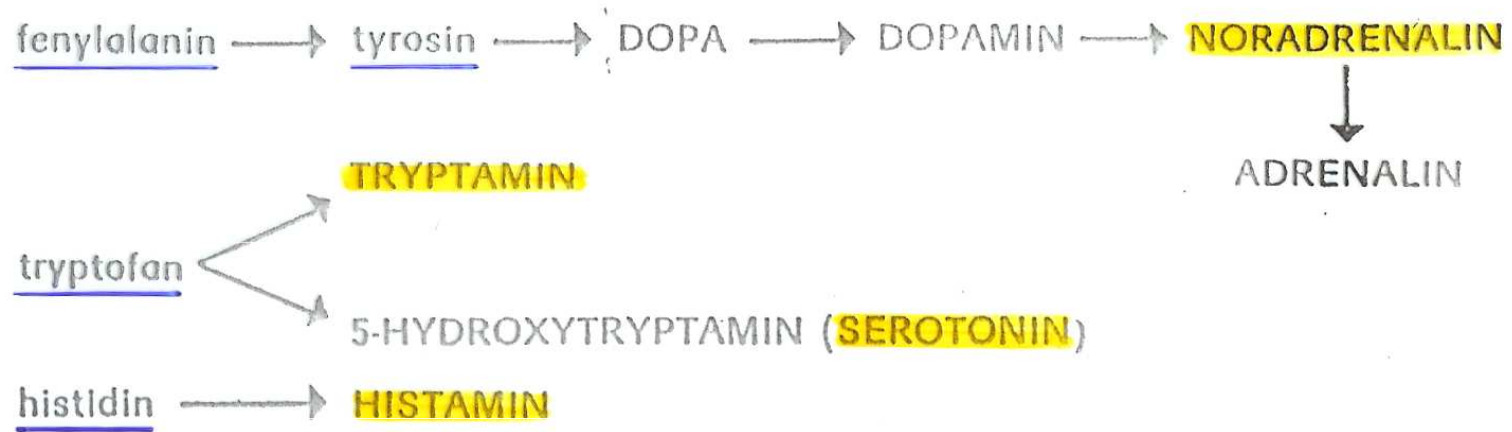 fenylalanin → tyrosin → DOPA → DOPAMIN → NORADRENALIN
TRYPTAMIN
ADRENALIN
tryptofan
5-HYDROXYTRYPTAMIN (SEROTONIN)
histidin → HISTAMIN